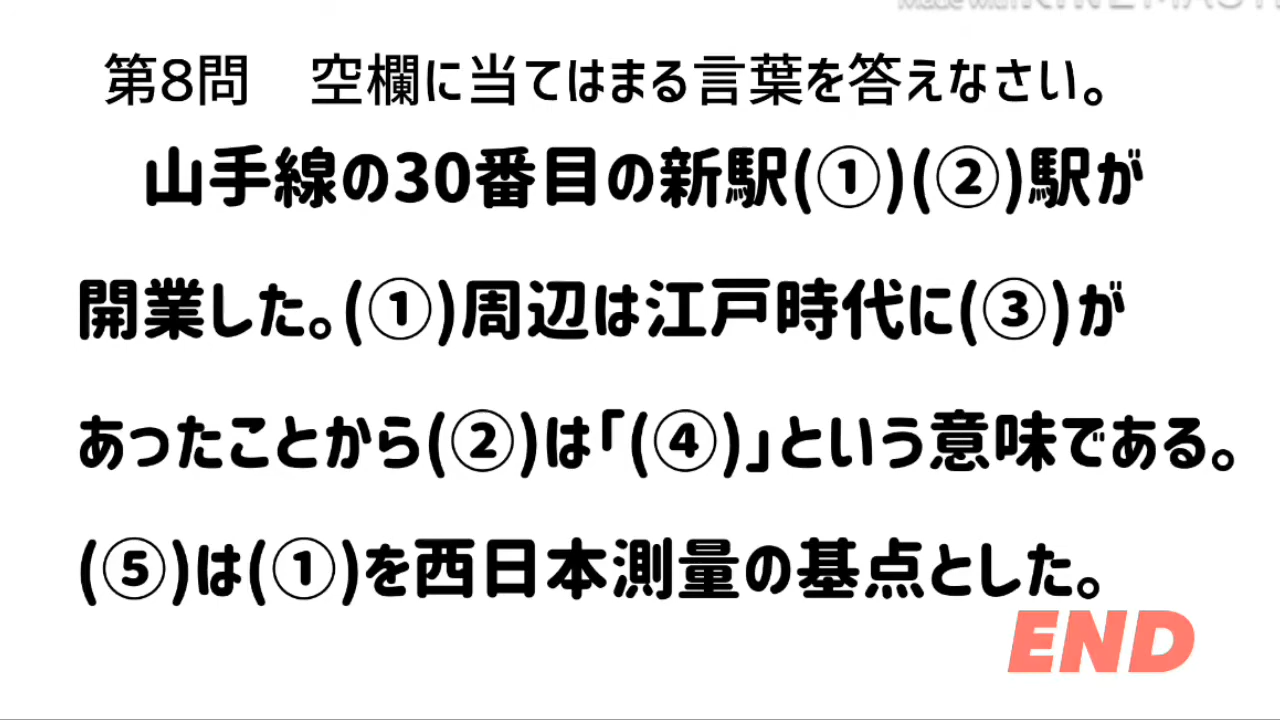 Made with KINEMASTER
第8問　空欄に当てはまる言葉を答えなさい。
山手線の30番目の新駅(①)(②)駅が
開業した。(①)周辺は江戸時代に(③)が
あったことから(②)は「(④)」という意味である。
(⑤)は(①)を西日本測量の基点とした。
END